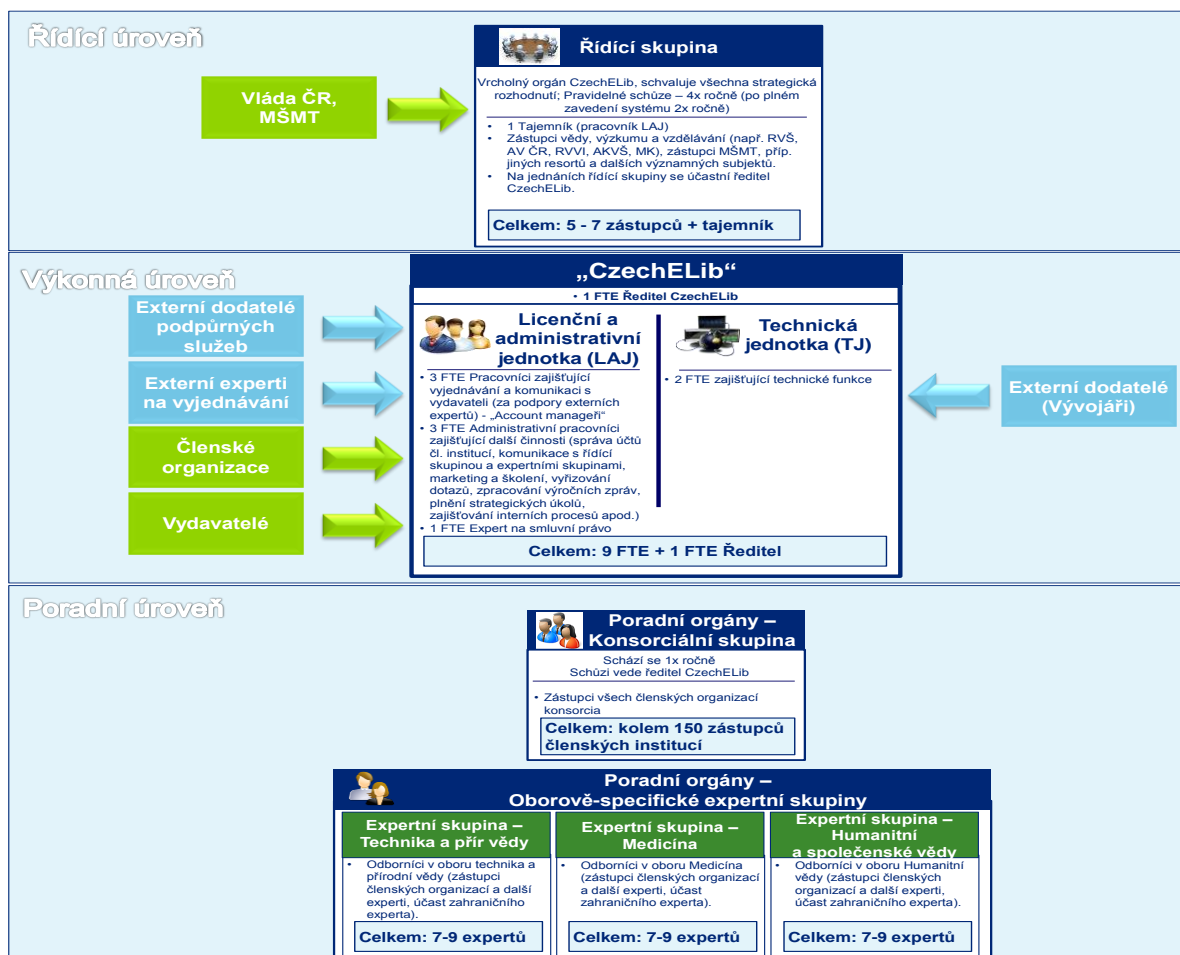 Řídící úroveň
Řídící skupina
Vláda ČR,
MŠMT
Vrcholný orgán CzechELib, schvaluje všechna strategická
rozhodnutí; Pravidelné schůze – 4x ročně (po plném
zavedení systému 2x ročně)
• 1 Tajemník (pracovník LAJ)
• Zástupci vědy, výzkumu a vzdělávání (např. RVŠ,
AV ČR, RVVI, AKVŠ, MK), zástupci MŠMT, příp.
jiných resortů a dalších významných subjektů.
• Na jednáních řídící skupiny se účastní ředitel
CzechELib.
Celkem: 5 - 7 zástupců + tajemník
Výkonná úroveň
Externí dodatelé
podpůrných
služeb
Externí experti
na vyjednávání
Členské
organizace
Vydavatelé
„CzechELib“
• 1 FTE Ředitel CzechELib
Licenční a
administrativní
jednotka (LAJ)
• 3 FTE Pracovníci zajišťující
vyjednávání a komunikaci s
vydavateli (za podpory externích
expertů) - „Account manageři“
• 3 FTE Administrativní pracovníci
zajišťující další činnosti (správa účtů
čl. institucí, komunikace s řídící
skupinou a expertními skupinami,
marketing a školení, vyřizování
dotazů, zpracování výročních zpráv,
plnění strategických úkolů,
zajišťování interních procesů apod.)
• 1 FTE Expert na smluvní právo
Technická
jednotka (TJ)
• 2 FTE zajišťující technické funkce
Celkem: 9 FTE + 1 FTE Ředitel
Externí dodatelé
(Vývojáři)
Poradní úroveň
Poradní orgány –
Konsorciální skupina
Schází se 1x ročně
Schůzi vede ředitel CzechELib
• Zástupci všech členských organizací
konsorcia
Celkem: kolem 150 zástupců
členských institucí
Poradní orgány –
Oborově-specifické expertní skupiny
Expertní skupina –
Technika a přír vědy
• Odborníci v oboru technika a
přírodní vědy (zástupci
členských organizací a další
experti, účast zahraničního
experta).
Celkem: 7-9 expertů
Expertní skupina –
Medicína
• Odborníci v oboru Medicína
(zástupci členských organizací
a další experti, účast
zahraničního experta).
Celkem: 7-9 expertů
Expertní skupina –
Humanitní
a společenské vědy
• Odborníci v oboru Humanitní
vědy (zástupci členských
organizací a další experti,
účast zahraničního experta).
Celkem: 7-9 expertů